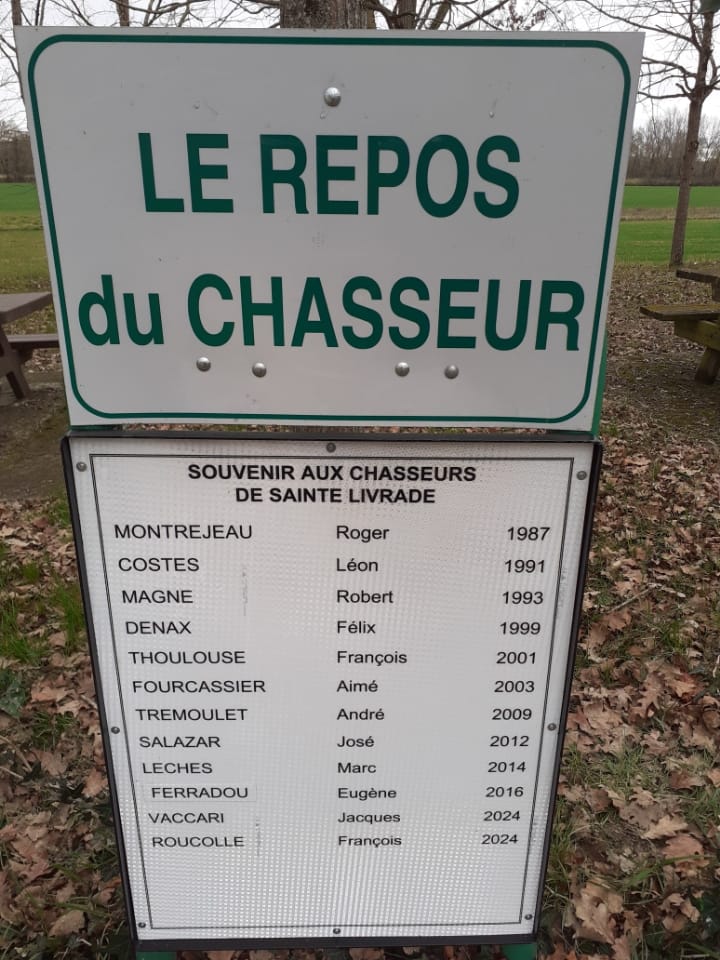 LE REPOS
du CHASSEUR
SOUVENIR AUX CHASSEURS
DE SAINTE LIVRADE
MONTREJEAU Roger 1987
COSTES Léon 1991
MAGNE Robert 1993
DENAX Félix 1999
THOULOUSE François 2001
FOURCASSIER Aimé 2003
TREMOULET André 2009
SALAZAR José 2012
LECHES Marc 2014
FERRADOU Eugène 2016
VACCARI Jacques 2024
ROUCOLLE François 2024